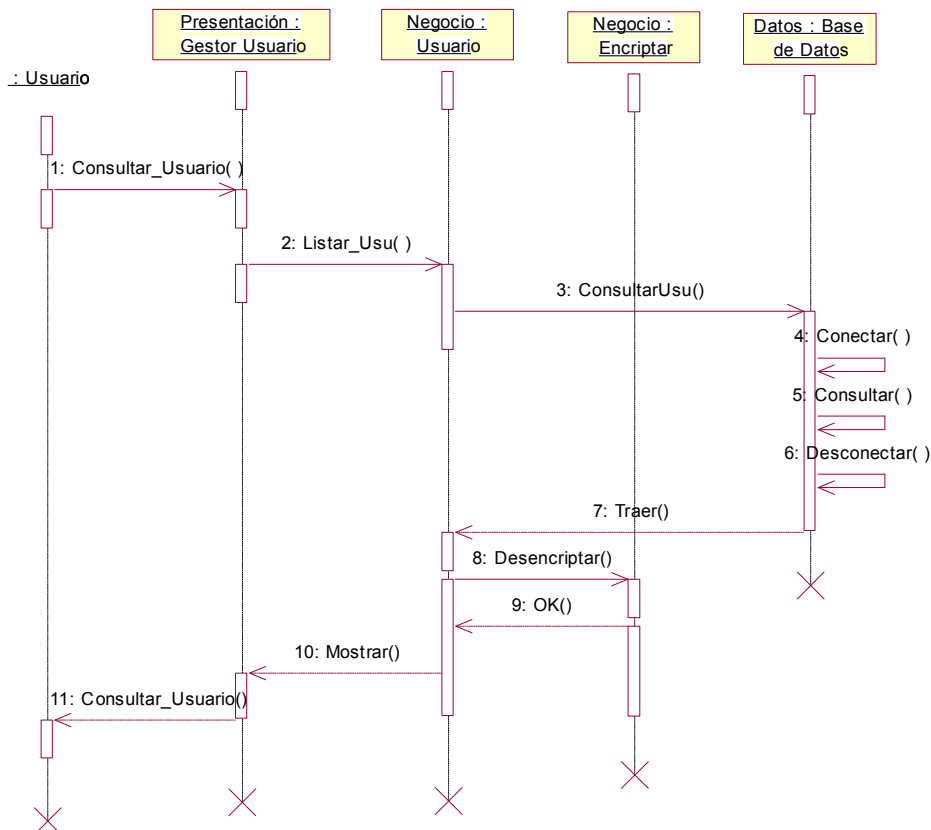 Presentación :
Gestor Usuario
Negocio :
Usuario
Negocio :
Encriptar
Datos : Base
de Datos
: Usuario
1: Consultar_Usuario( )
2: Listar_Usu( )
3: ConsultarUsu()
4: Conectar( )
5: Consultar( )
6: Desconectar( )
7: Traer()
8: Desencriptar()
9: OK()
10: Mostrar()
11: Consultar_Usuario()